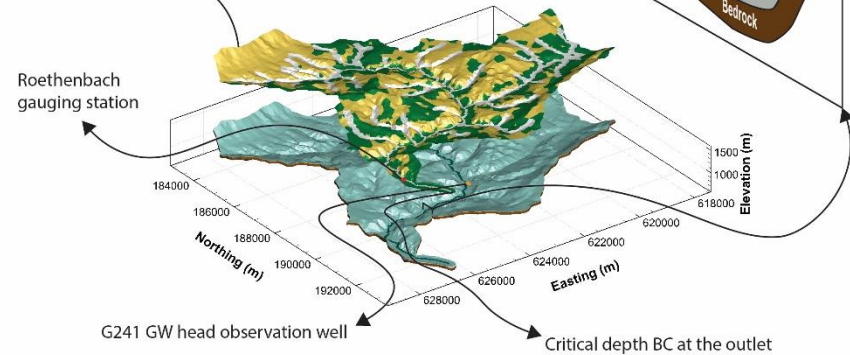 Bedrock
Roethenbach
gauging station
1500
1000
Elevation (m)
184000
186000
188000
190000
192000
Northing (m)
618000
620000
622000
624000
626000
628000
Easting (m)
G241 GW head observation well
Critical depth BC at the outlet